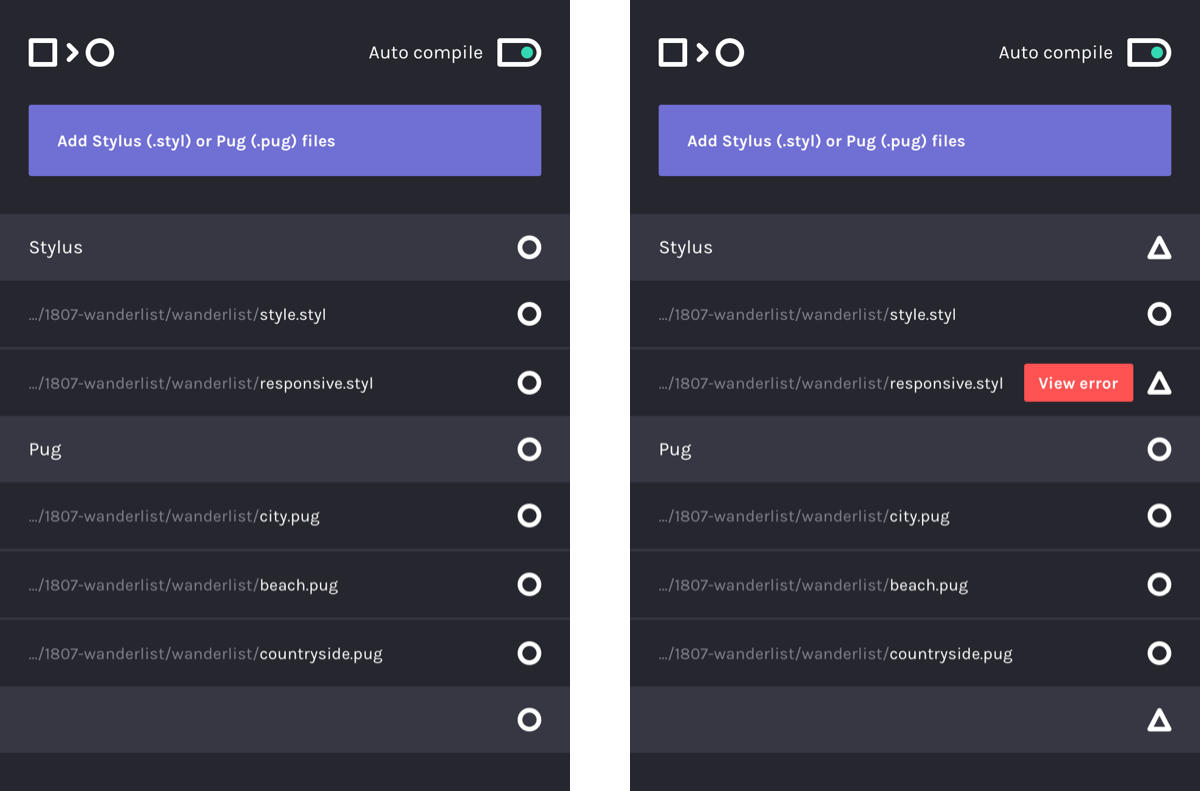 Auto compile
Add Stylus (.styl) or Pug (.pug) files
Stylus
.../1807-wanderlist/wanderlist/style.styl
.../1807-wanderlist/wanderlist/responsive.styl
Pug
.../1807-wanderlist/wanderlist/city.pug
.../1807-wanderlist/wanderlist/beach.pug
.../1807-wanderlist/wanderlist/countryside.pug
Auto compile
Add Stylus (.styl) or Pug (.pug) files
Stylus
.../1807-wanderlist/wanderlist/style.styl
.../1807-wanderlist/wanderlist/responsive.styl View error
Pug
.../1807-wanderlist/wanderlist/city.pug
.../1807-wanderlist/wanderlist/beach.pug
.../1807-wanderlist/wanderlist/countryside.pug